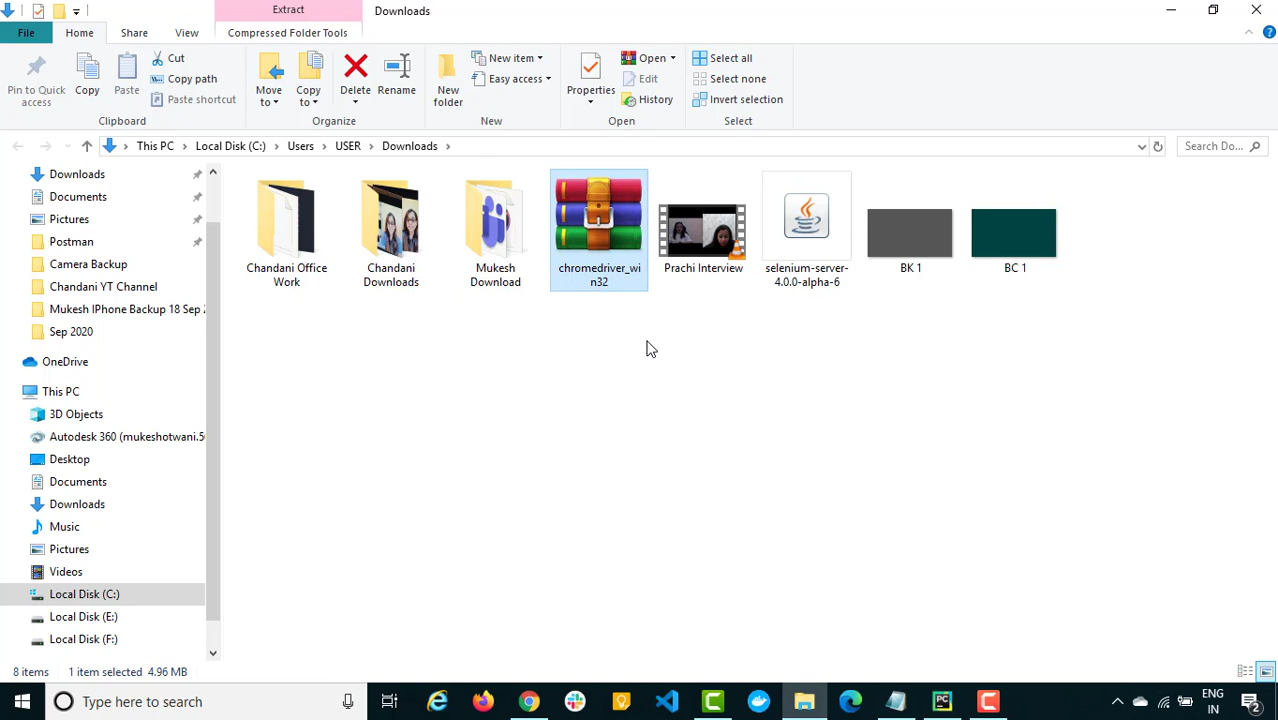 Extract
Downloads
File
Home
Share
View
Compressed Folder Tools
Pin to Quick access
Copy
Paste
Cut
Copy path
Paste shortcut
Clipboard
Move to
Copy to
Delete
Rename
Organize
New folder
New item
Easy access
New
Properties
Open
Edit
History
Open
Select all
Select none
Invert selection
Select
This PC
Local Disk (C:)
Users
USER
Downloads
Search Do...
Downloads
Documents
Pictures
Postman
Camera Backup
Chandani YT Channel
Mukesh IPhone Backup 18 Sep 2
Sep 2020
OneDrive
This PC
3D Objects
Autodesk 360 (mukeshotwani.5
Desktop
Documents
Downloads
Music
Pictures
Videos
Local Disk (C:)
Local Disk (E:)
Local Disk (F:)
Chandani Office
Work
Chandani
Downloads
Mukesh
Download
chromedriver_wi
n32
Prachi Interview
selenium-server-
4.0.0-alpha-6
BK 1
BC 1
8 items
1 item selected 4.96 MB
Type here to search
PC
ENG
IN
2